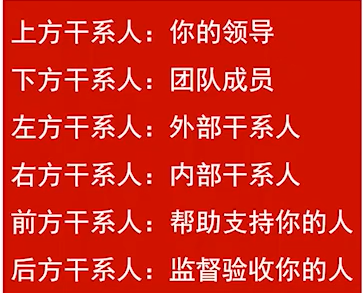 上方干系人：你的领导
下方干系人：团队成员
左方干系人：外部干系人
右方干系人：内部干系人
前方干系人：帮助支持你的人
后方干系人：监督验收你的人